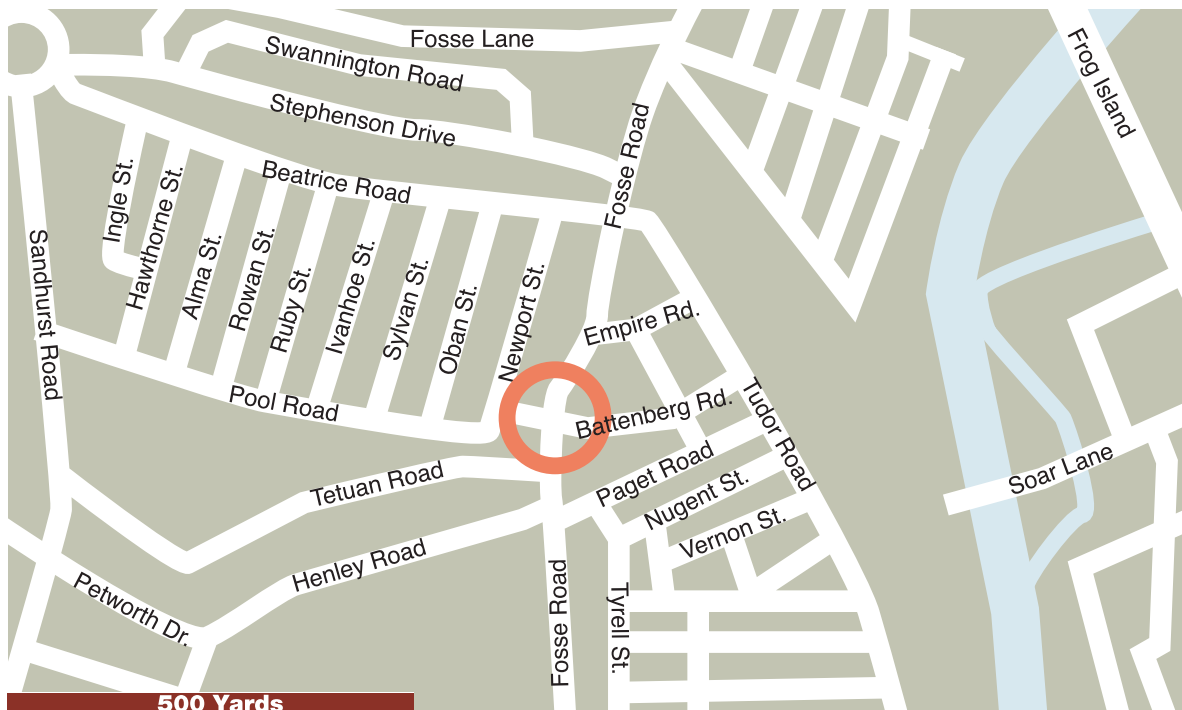 Fosse Lane
Swannington Road
Frog Island
Stephenson Drive
Fosse Road
Beatrice Road
Ingle St.
Hawthorne St.
Alma St.
Rowan St.
Ruby St.
Ivanhoe St.
Sylvan St.
Oban St.
Newport St.
Sandhurst Road
Empire Rd.
Pool Road
Battenberg Rd.
Tudor Road
Tetuan Road
Paget Road
Soar Lane
Nugent St.
Vernon St.
Henley Road
Petworth Dr.
Fosse Road
Tyrell St.
500 Yards